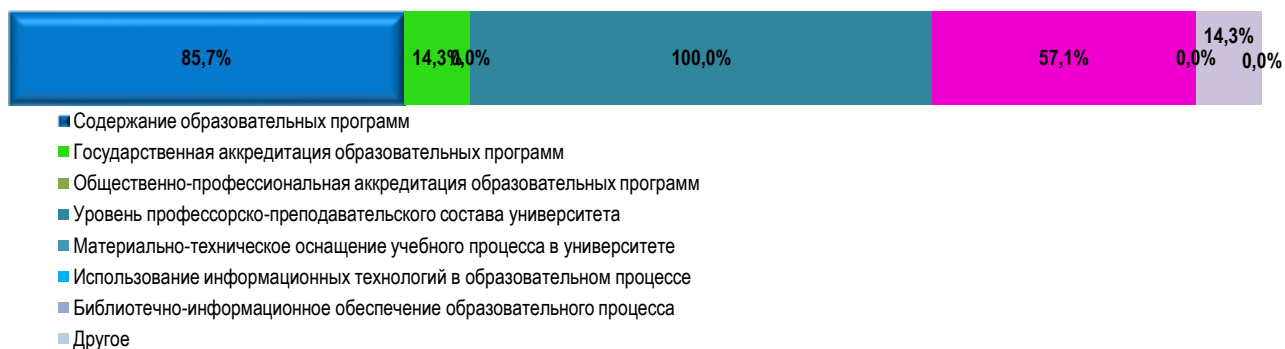 85,7% 14,3% 0,0% 100,0% 57,1% 0,0% 14,3% 0,0%
Содержание образовательных программ
Государственная аккредитация образовательных программ
Общественно-профессиональная аккредитация образовательных программ
Уровень профессорско-преподавательского состава университета
Материально-техническое оснащение учебного процесса в университете
Использование информационных технологий в образовательном процессе
Библиотечно-информационное обеспечение образовательного процесса
Другое